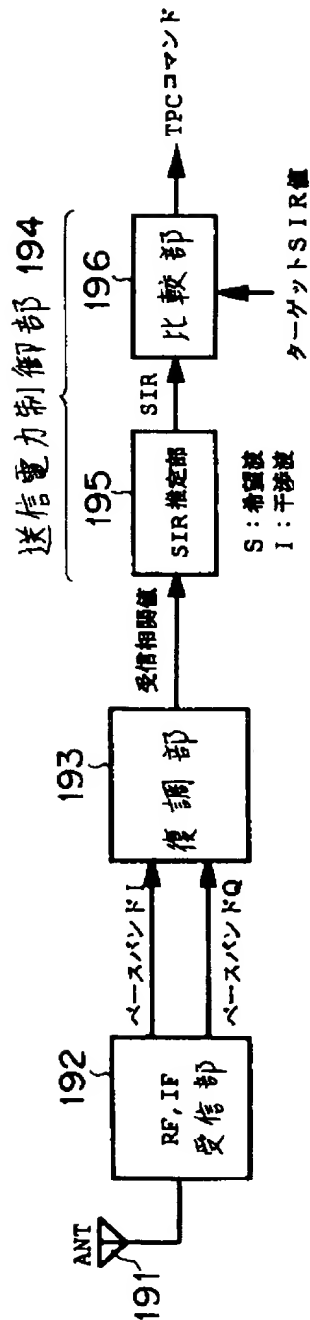 ANT
191
192
RF, IF
受信部
ベースバンドI
ベースバンドQ
193
復調部
受信相関値
送信電力制御部 194
195
SIR推定部
SIR
196
比較部
TPCコマンド
ターゲットSIR値
S：希望波
I：干渉波